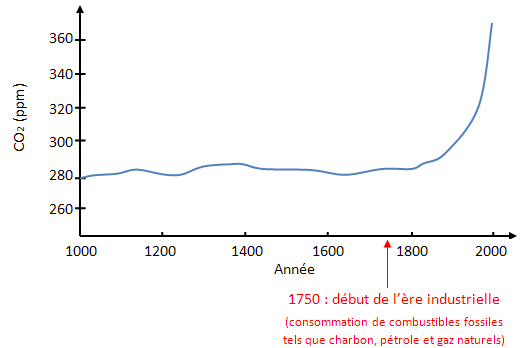 CO₂ (ppm)
360
340
320
300
280
260
1000 1200 1400 1600 1800 2000
Année
1750 : début de l'ère industrielle
(consommation de combustibles fossiles
tels que charbon, pétrole et gaz naturels)